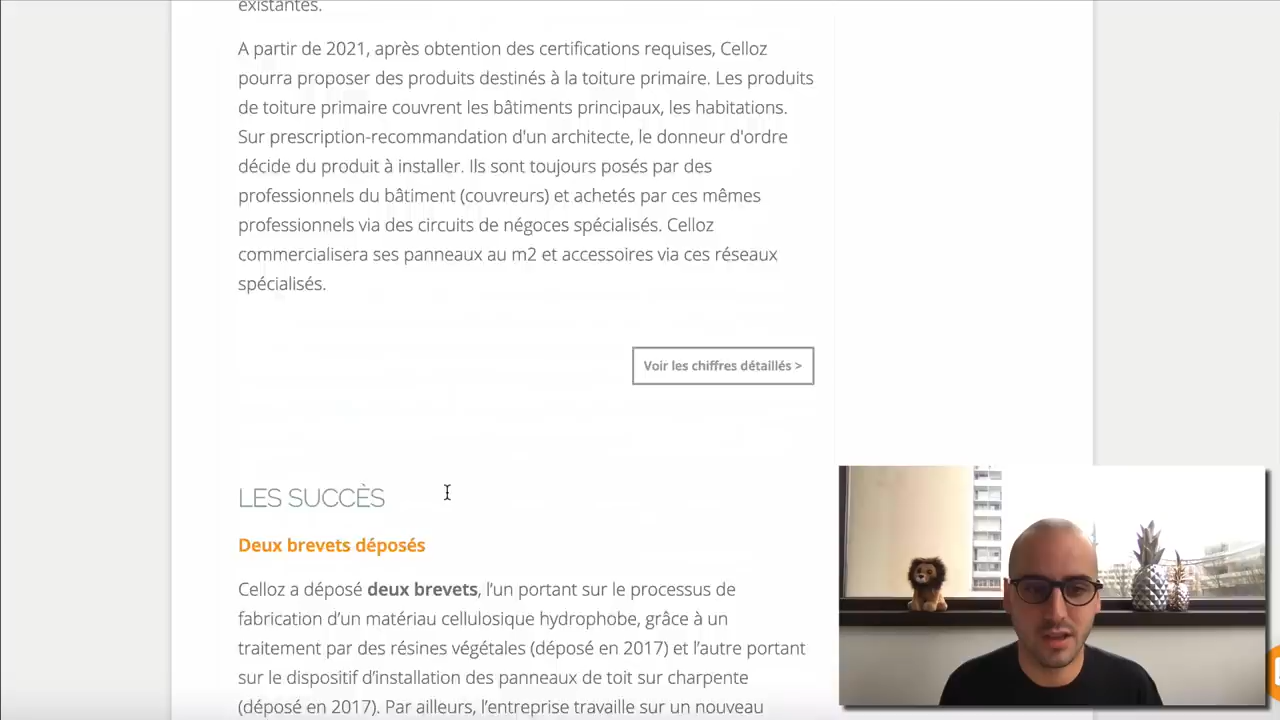 existantes.
A partir de 2021, après obtention des certifications requises, Celloz
pourra proposer des produits destinés à la toiture primaire. Les produits
de toiture primaire couvrent les bâtiments principaux, les habitations.
Sur prescription-recommandation d'un architecte, le donneur d'ordre
décide du produit à installer. Ils sont toujours posés par des
professionnels du bâtiment (couvreurs) et achetés par ces mêmes
professionnels via des circuits de négoces spécialisés. Celloz
commercialisera ses panneaux au m2 et accessoires via ces réseaux
spécialisés.
Voir les chiffres détaillés >
LES SUCCÈS
Deux brevets déposés
Celloz a déposé deux brevets, l’un portant sur le processus de
fabrication d’un matériau cellulosique hydrophobe, grâce à un
traitement par des résines végétales (déposé en 2017) et l’autre portant
sur le dispositif d’installation des panneaux de toit sur charpente
(déposé en 2017). Par ailleurs, l’entreprise travaille sur un nouveau